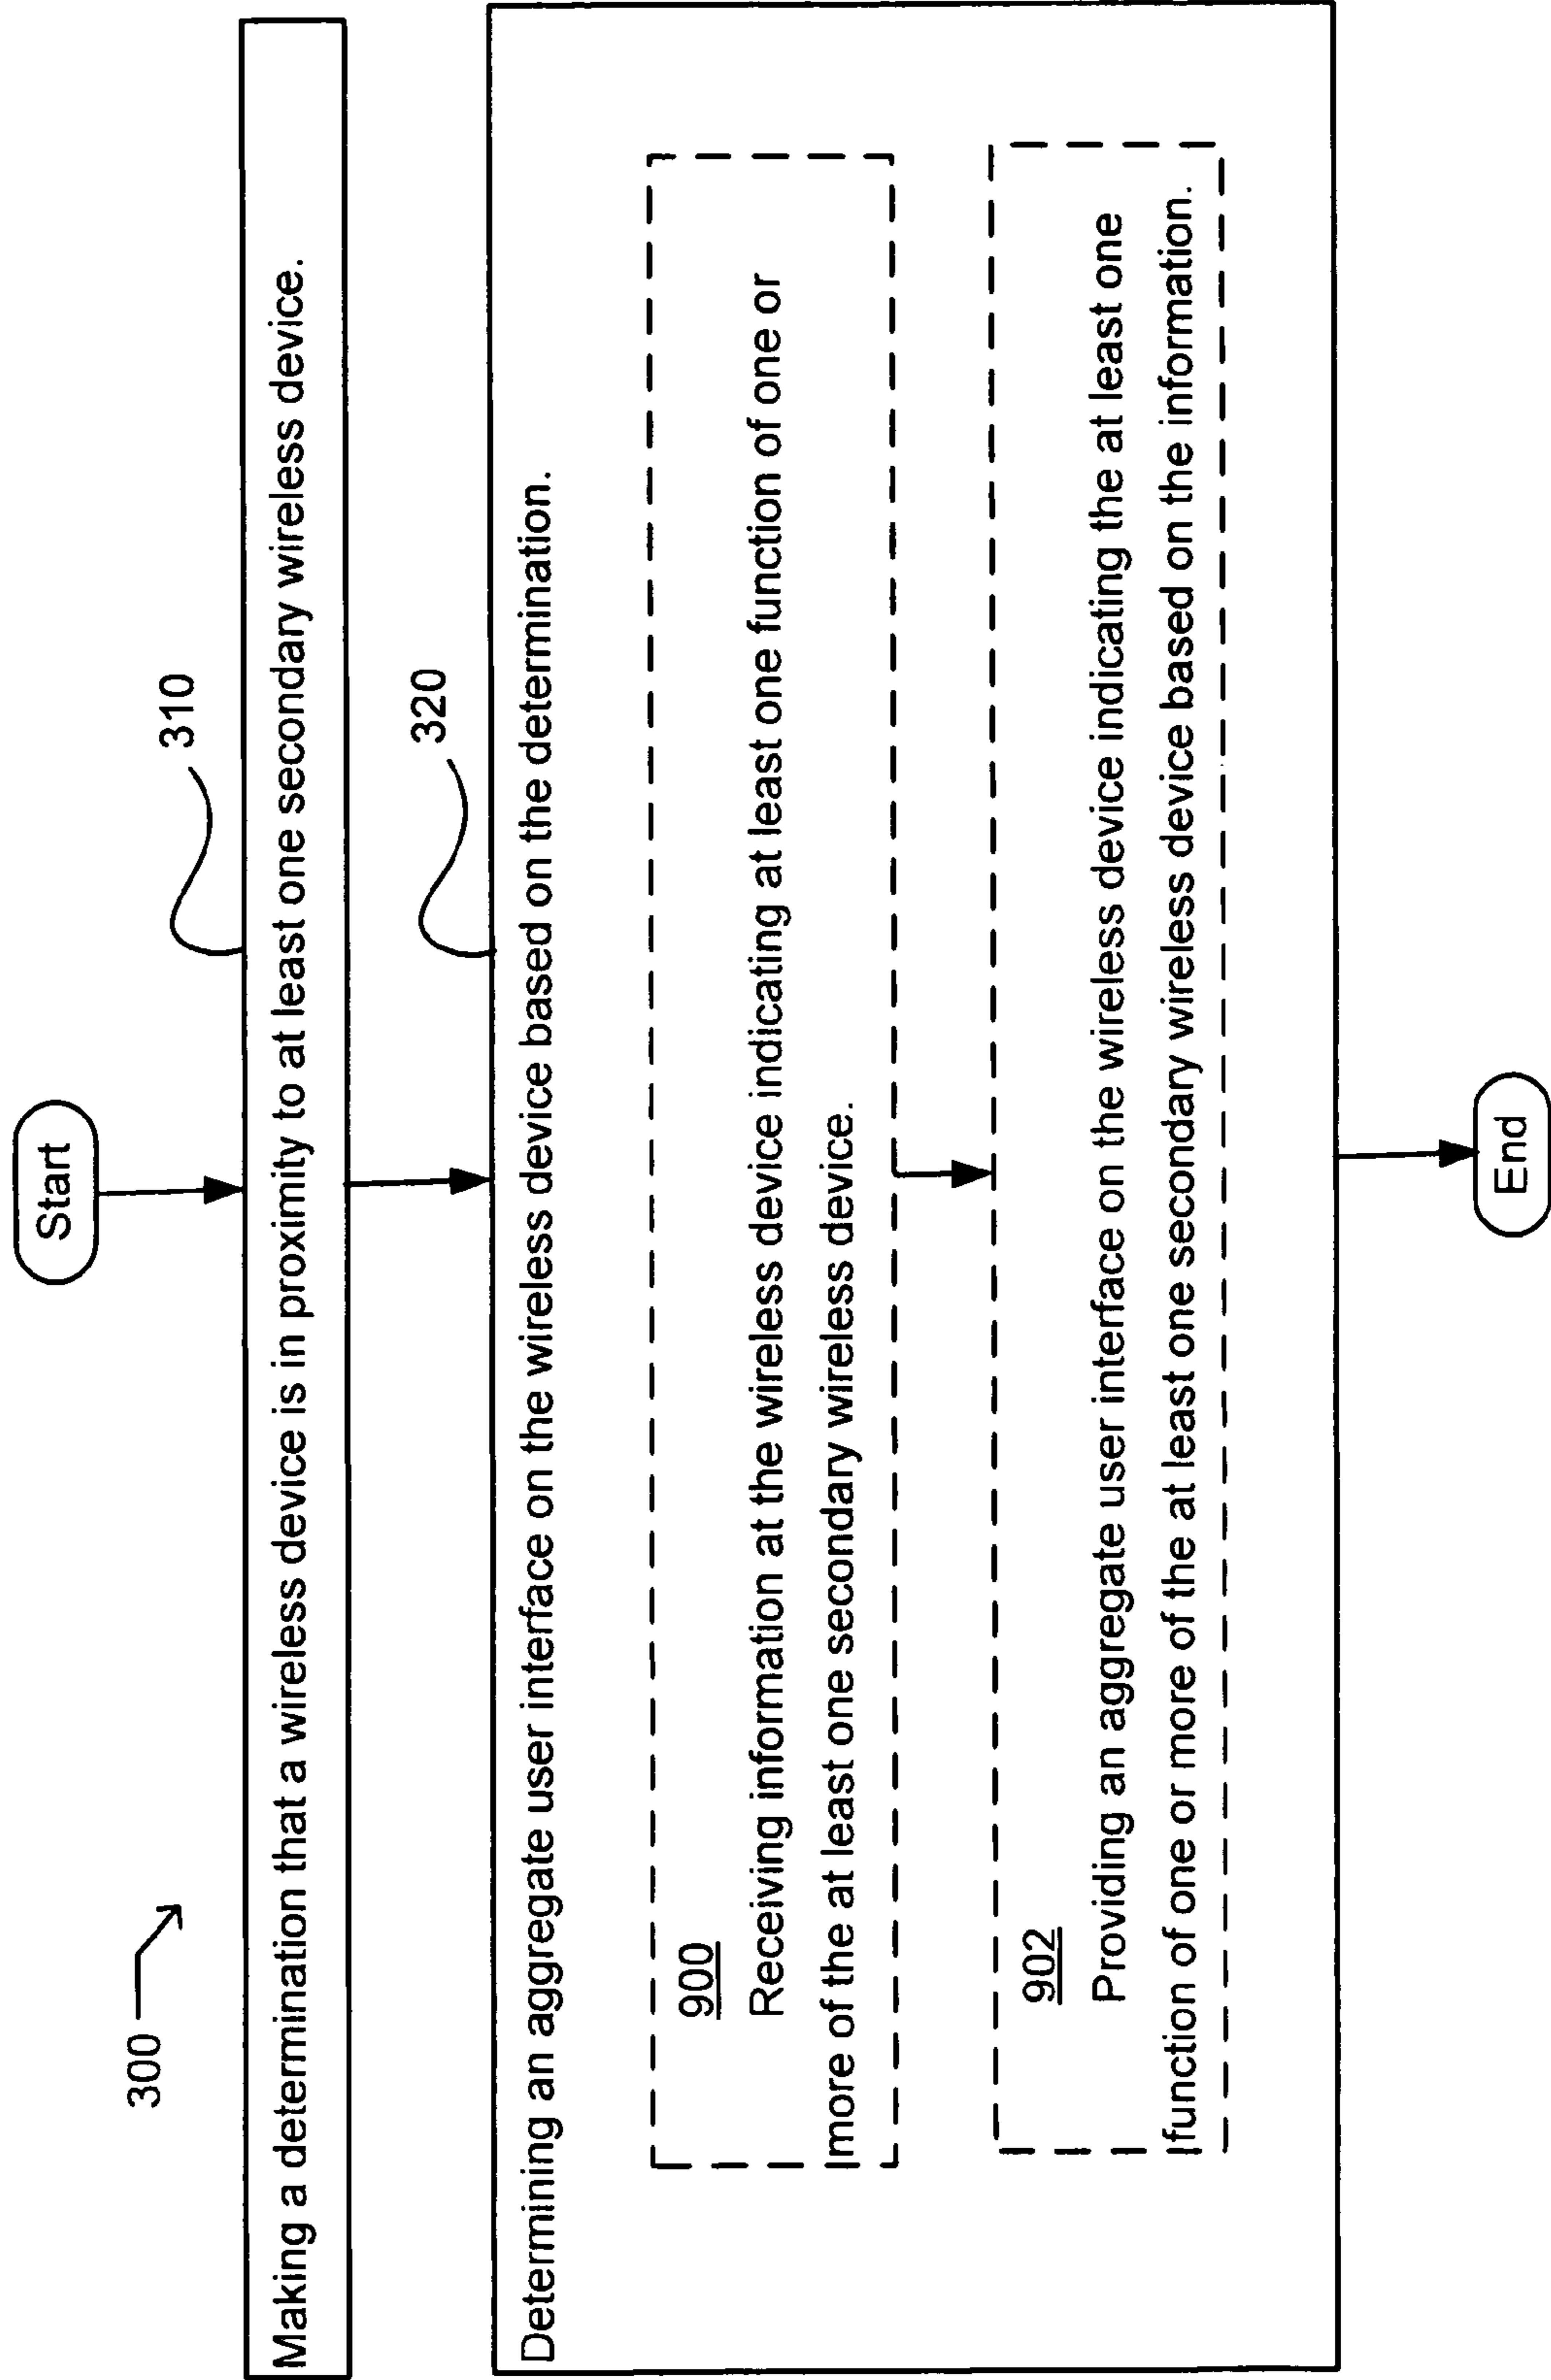 Start
300
310
Making a determination that a wireless device is in proximity to at least one secondary wireless device.
320
Determining an aggregate user interface on the wireless device based on the determination.
900
Receiving information at the wireless device indicating at least one function of one or
more of the at least one secondary wireless device.
902
Providing an aggregate user interface on the wireless device indicating the at least one
function of one or more of the at least one secondary wireless device based on the information.
End